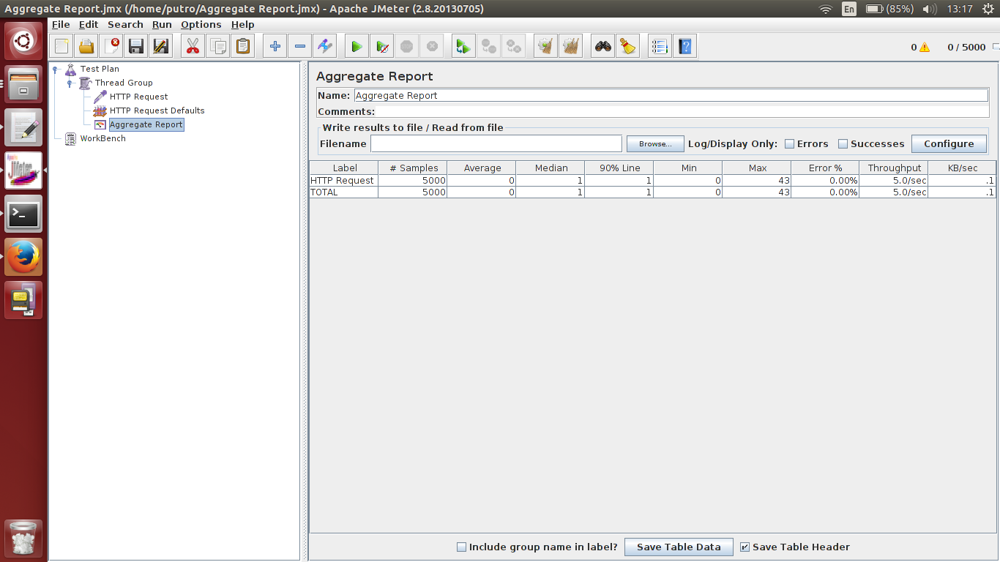 Aggregate Report.jmx (/home/putro/Aggregate Report.jmx) - Apache JMeter (2.8.20130705) En (85%) 13:17
File Edit Search Run Options Help
0 0 / 5000
Test Plan
Thread Group
HTTP Request
HTTP Request Defaults
Aggregate Report
WorkBench
Aggregate Report
Name: Aggregate Report
Comments:
Write results to file / Read from file
Filename Browse... Log/Display Only: Errors Successes Configure
Label # Samples Average Median 90% Line Min Max Error % Throughput KB/sec
HTTP Request 5000 0 1 1 0 43 0.00% 5.0/sec .1
TOTAL 5000 0 1 1 0 43 0.00% 5.0/sec .1
Include group name in label? Save Table Data Save Table Header